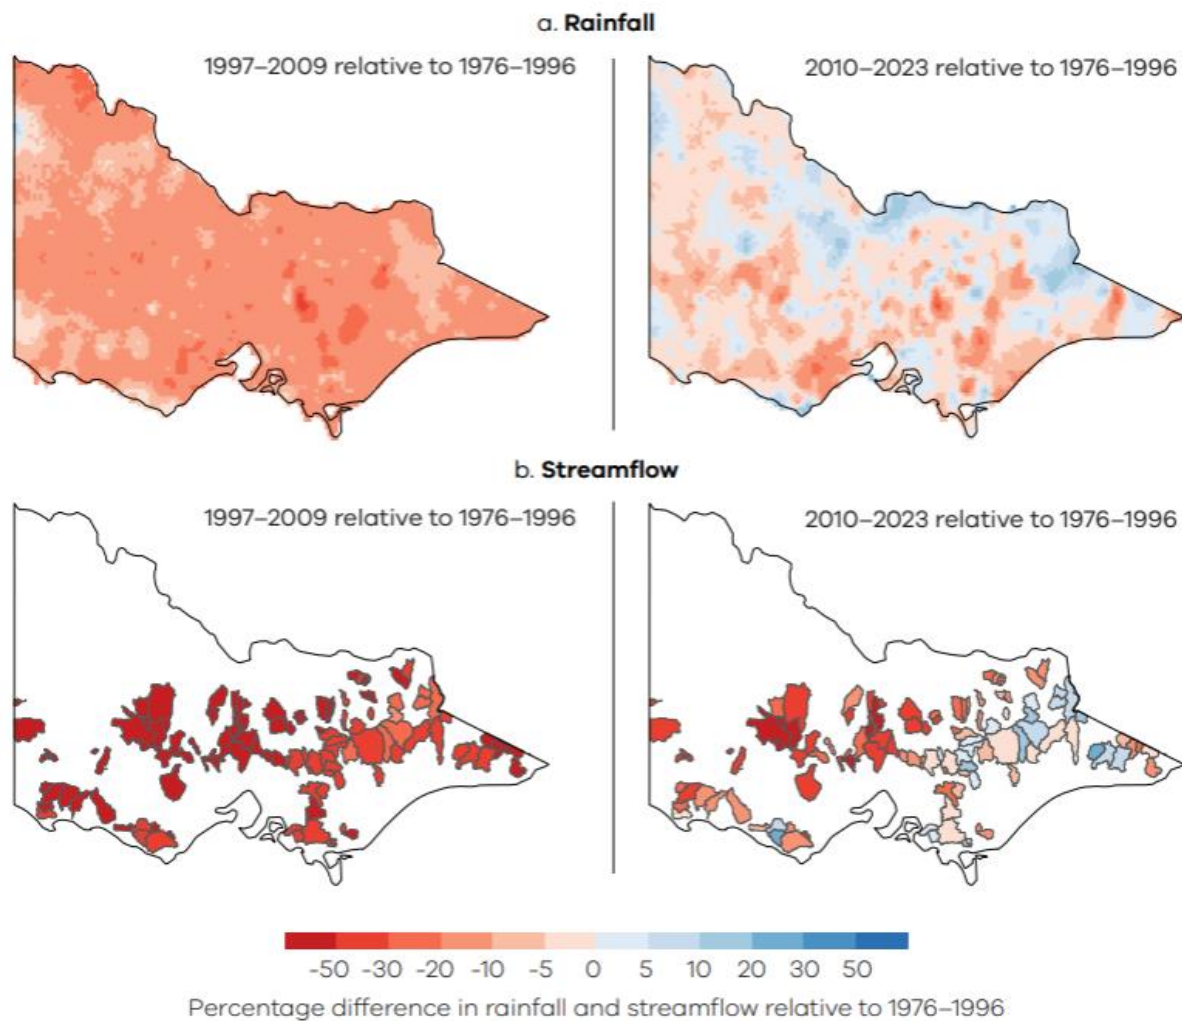 a. Rainfall
1997–2009 relative to 1976–1996
2010–2023 relative to 1976–1996
b. Streamflow
1997–2009 relative to 1976–1996
2010–2023 relative to 1976–1996
-50 -30 -20 -10 -5 0 5 10 20 30 50
Percentage difference in rainfall and streamflow relative to 1976–1996